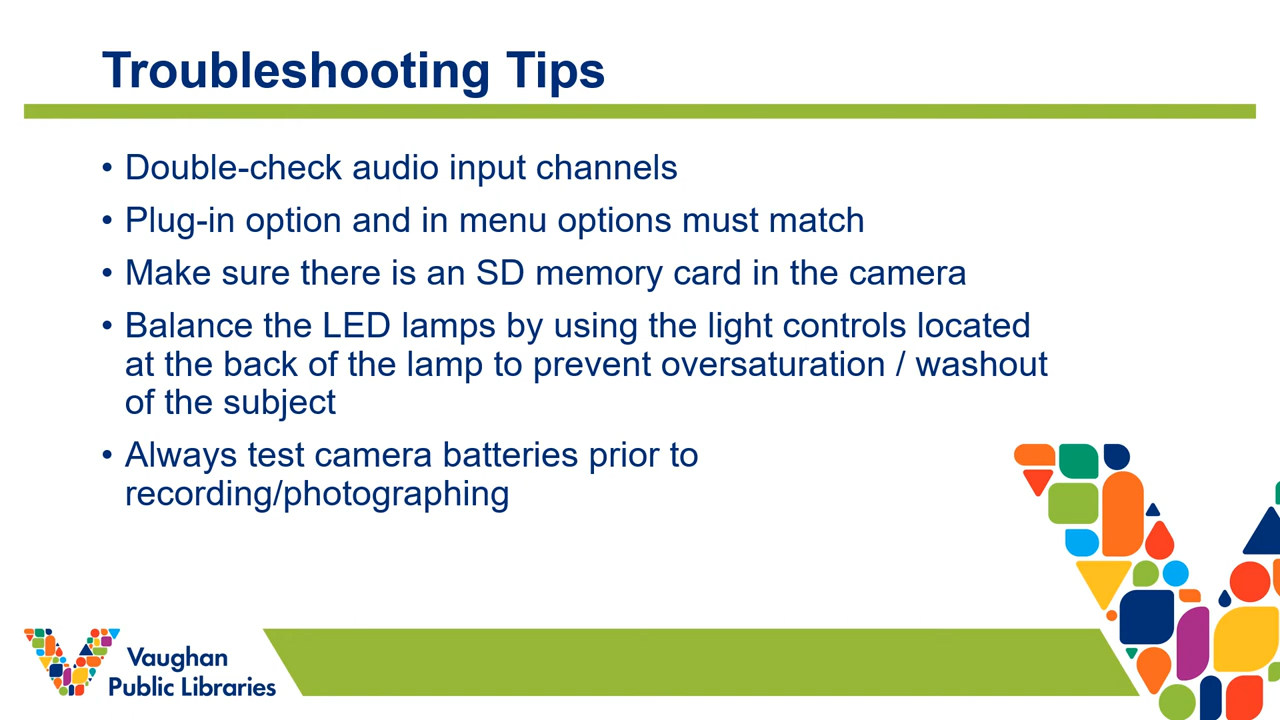 Troubleshooting Tips
• Double-check audio input channels
• Plug-in option and in menu options must match
• Make sure there is an SD memory card in the camera
• Balance the LED lamps by using the light controls located
at the back of the lamp to prevent oversaturation / washout
of the subject
• Always test camera batteries prior to
recording/photographing
Vaughan
Public Libraries